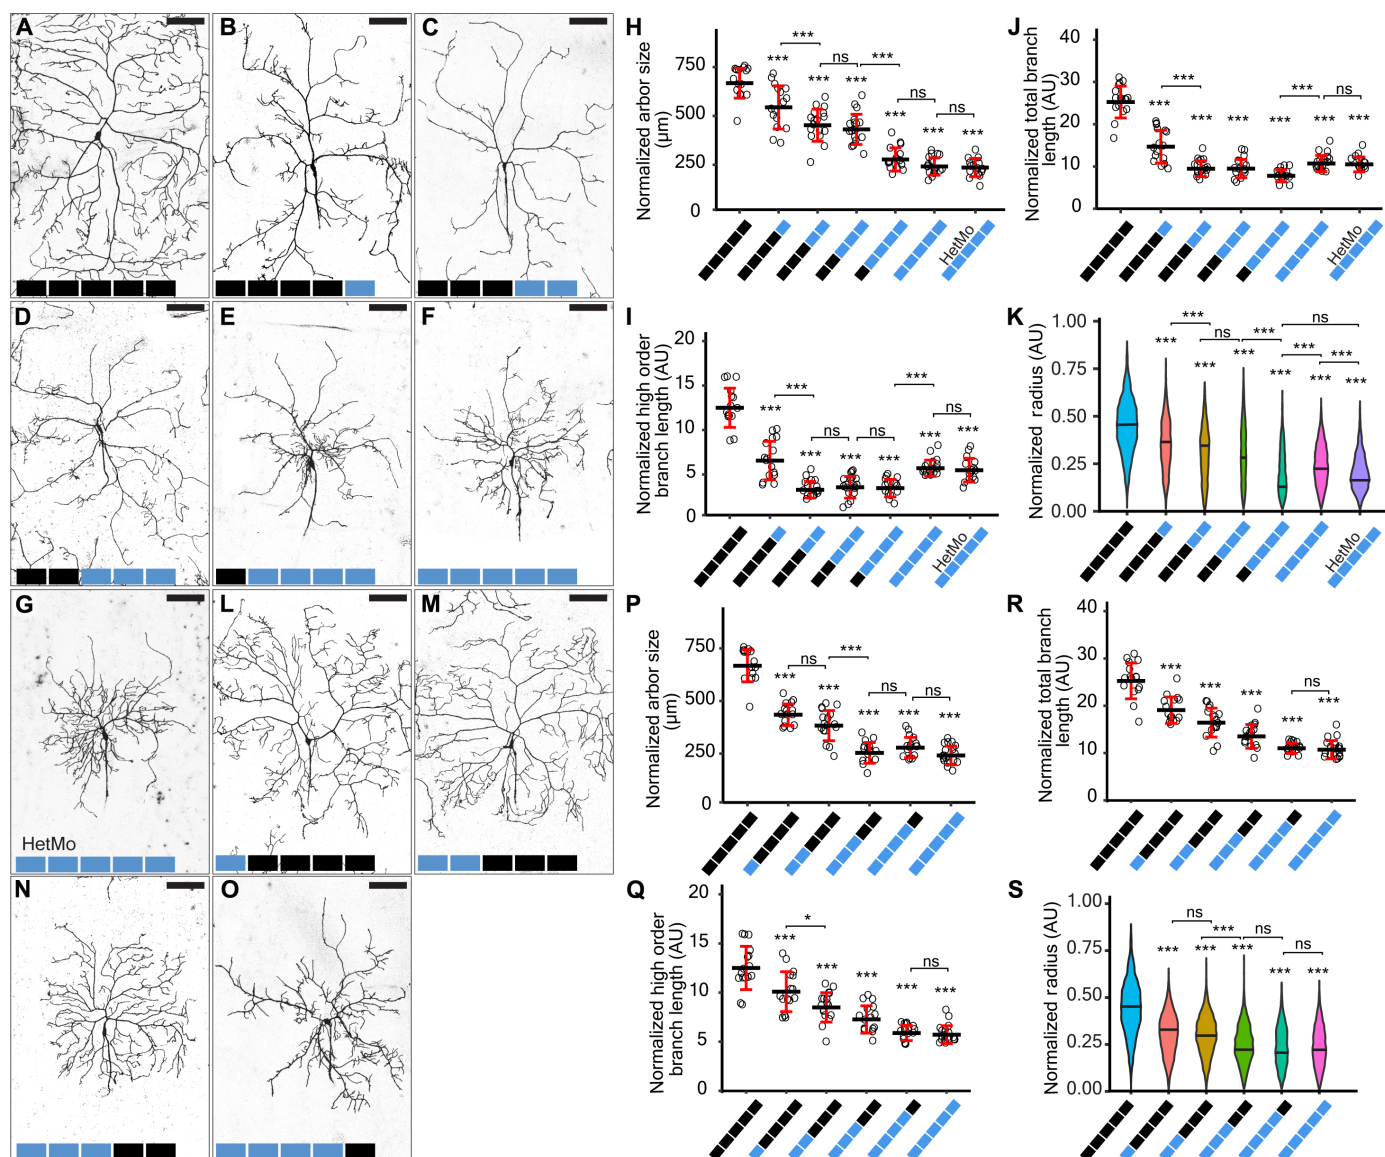 A
B
C
D
E
F
G
HetMo
L
M
N
O
H
Normalized arbor size
(µm)
750
500
250
0
***
***
***
ns
***
***
***
ns
***
ns
***
HetMo
I
Normalized high order
branch length (AU)
20
15
10
5
0
***
***
***
ns
***
ns
***
***
***
ns
***
HetMo
J
Normalized total branch
length (AU)
40
30
20
10
0
***
***
***
***
***
***
***
ns
***
HetMo
K
Normalized radius (AU)
1.00
0.75
0.50
0.25
0.00
***
***
***
ns
***
***
***
ns
***
***
***
***
HetMo
P
Normalized arbor size
(µm)
750
500
250
0
***
ns
***
***
***
ns
***
ns
***
Q
Normalized high order
branch length (AU)
20
15
10
5
0
***
*
***
***
***
ns
***
R
Normalized total branch
length (AU)
40
30
20
10
0
***
***
***
***
ns
***
S
Normalized radius (AU)
1.00
0.75
0.50
0.25
0.00
***
ns
***
***
***
ns
***
ns
***